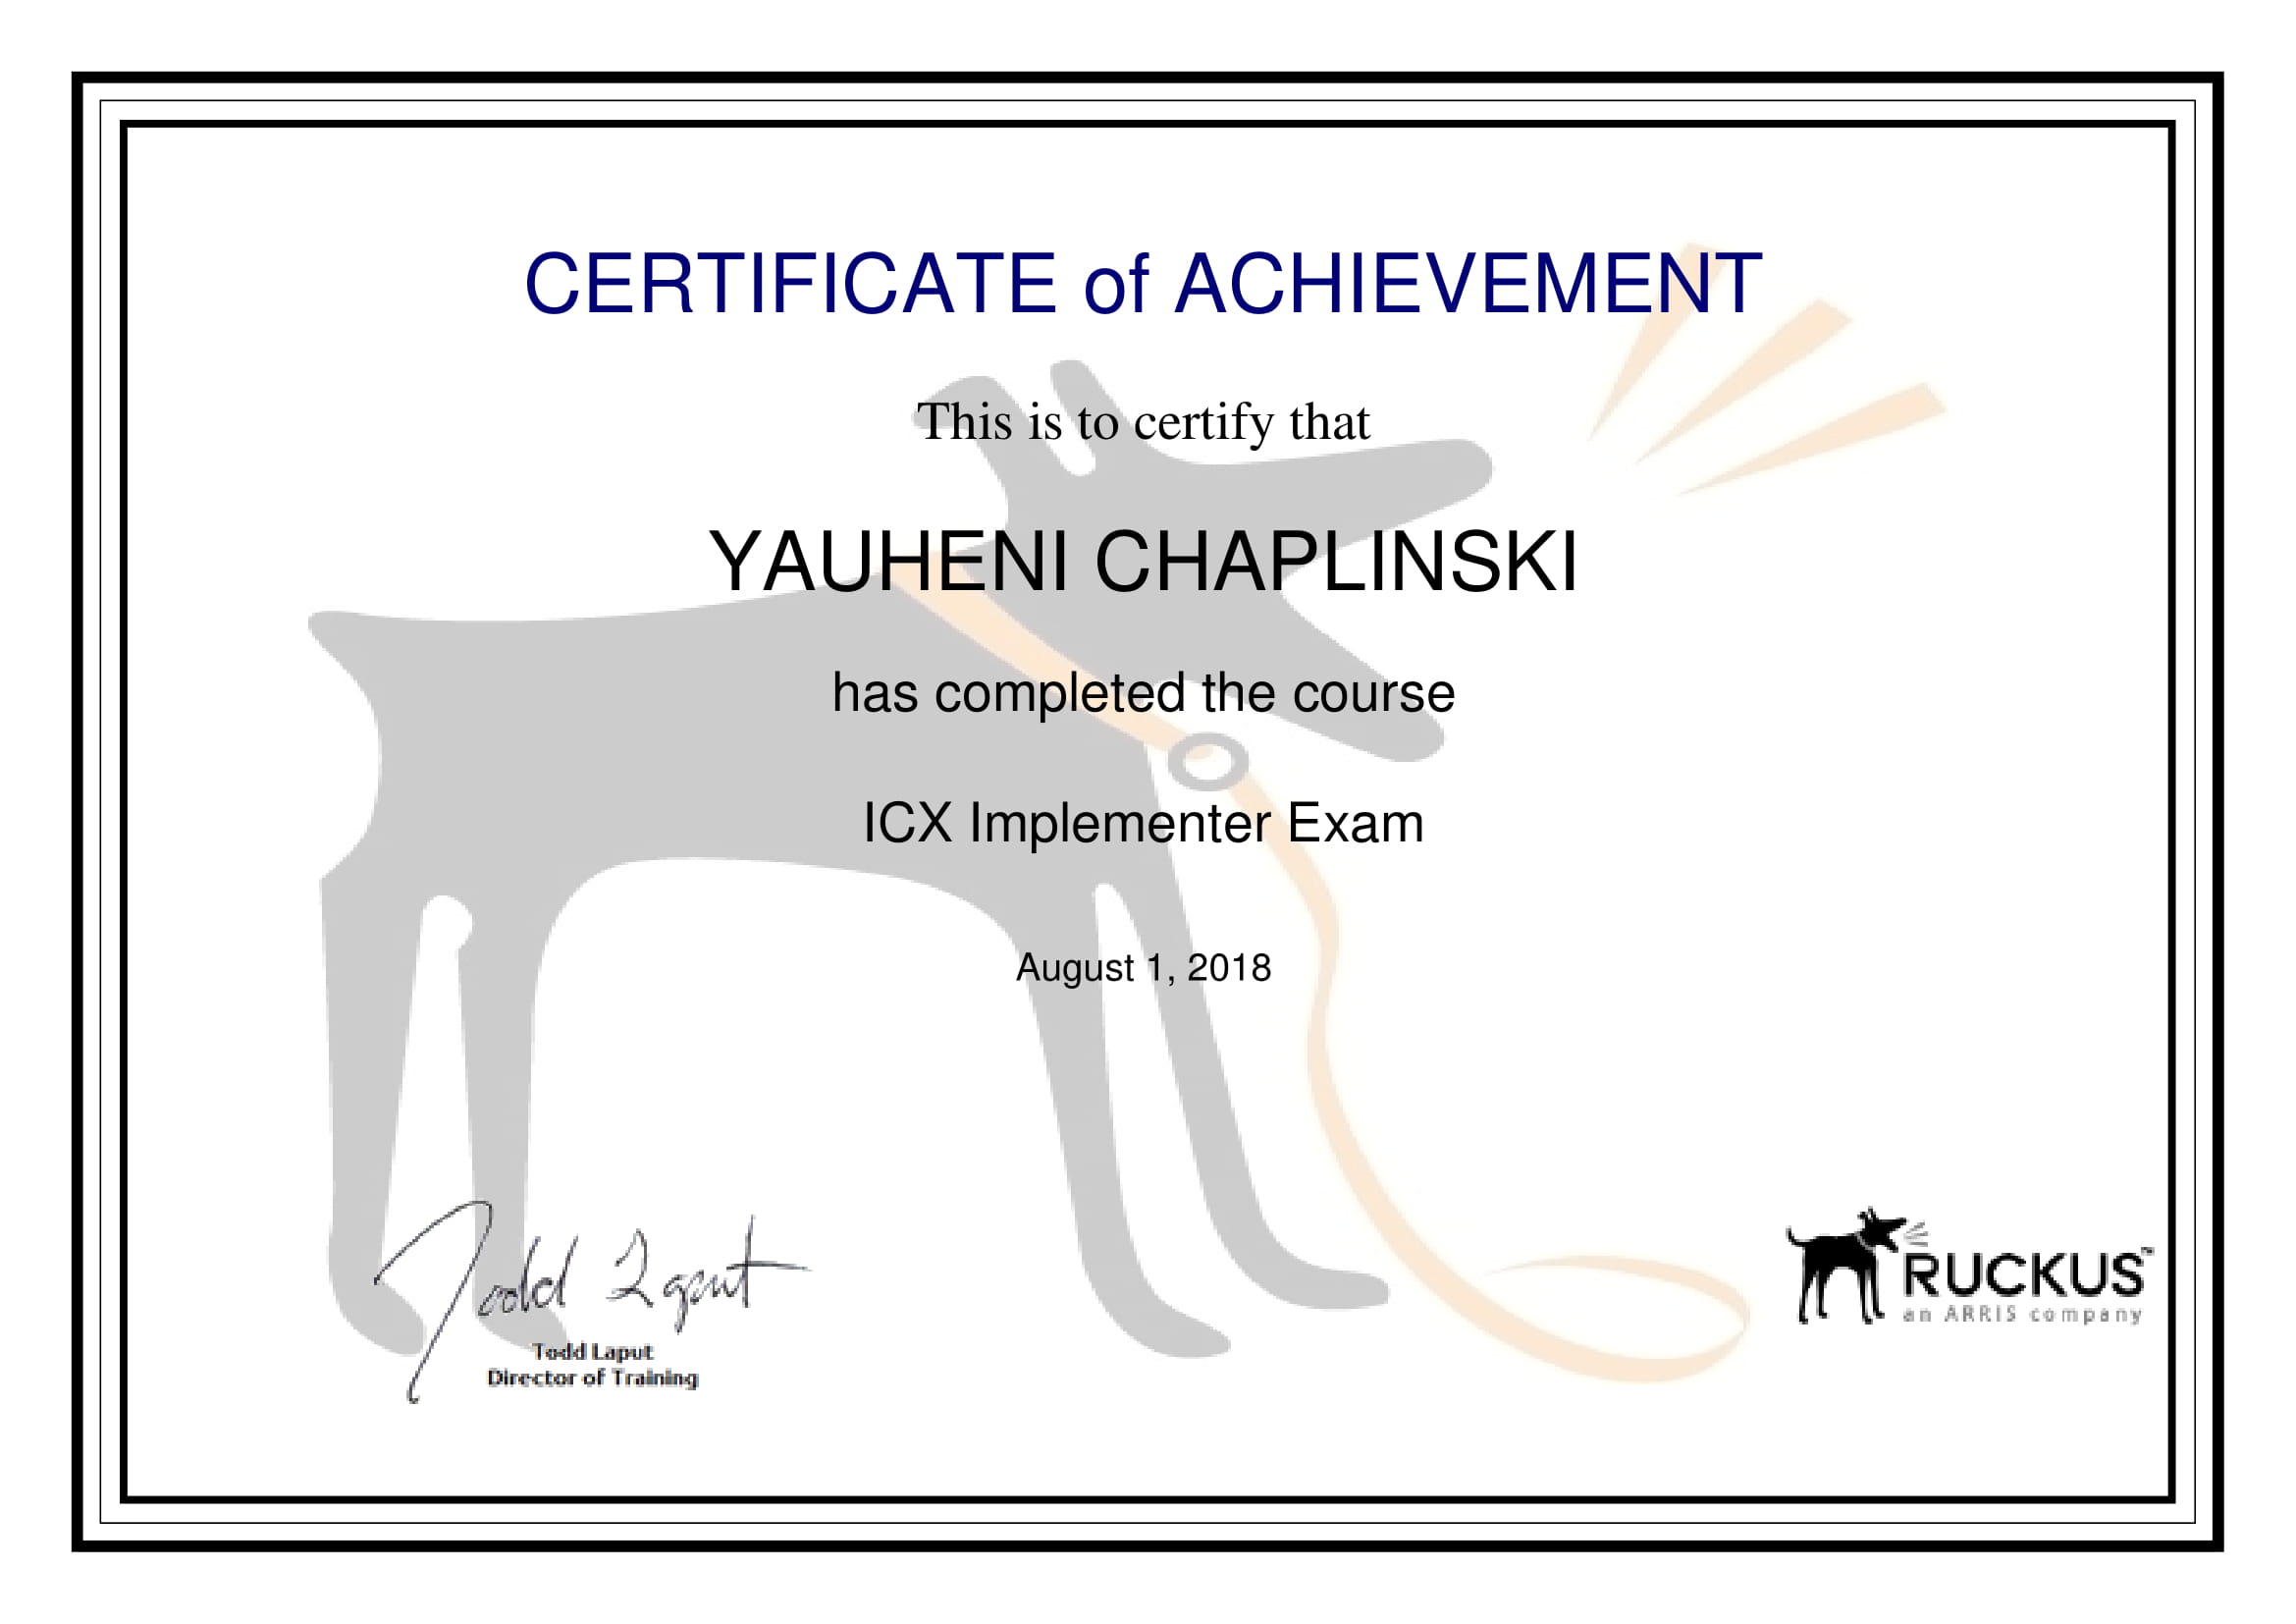 CERTIFICATE of ACHIEVEMENT
This is to certify that
YAUHENI CHAPLINSKI
has completed the course
ICX Implementer Exam
August 1, 2018
Todd Laput
Todd Laput
Director of Training
RUCKUS™
an ARRIS company